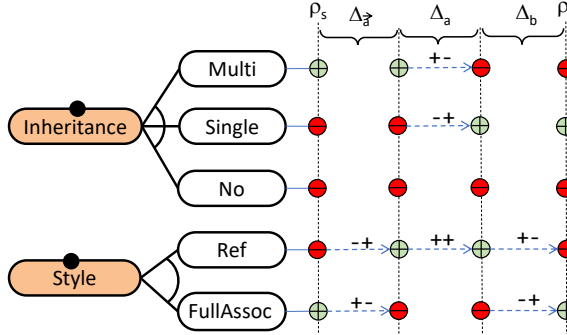 ρs Δa⃗ Δa Δb ρ
Multi +-
Inheritance Single -+
No
Ref -+ ++ +-
Style
FullAssoc +- -+